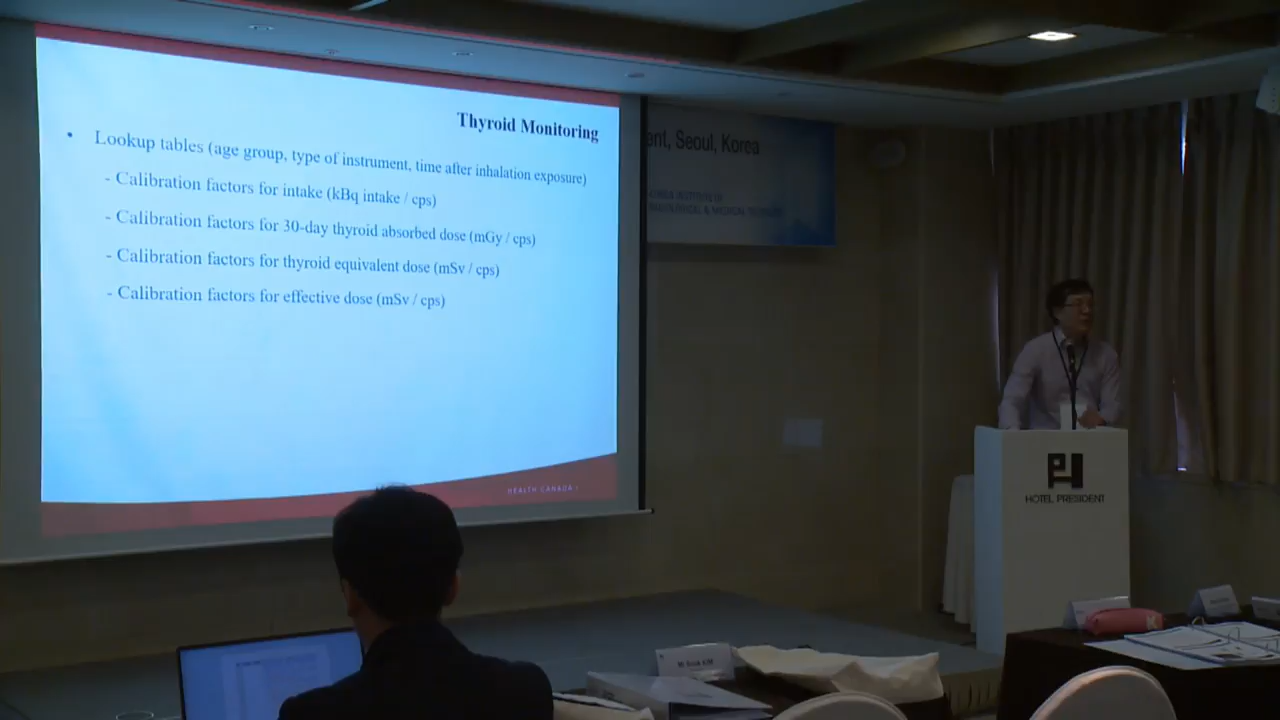 Thyroid Monitoring
• Lookup tables (age group, type of instrument, time after inhalation exposure)
- Calibration factors for intake (kBq intake / cps)
- Calibration factors for 30-day thyroid absorbed dose (mGy / cps)
- Calibration factors for thyroid equivalent dose (mSv / cps)
- Calibration factors for effective dose (mSv / cps)
HEALTH CANADA
Seoul, Korea
HOTEL PRESIDENT